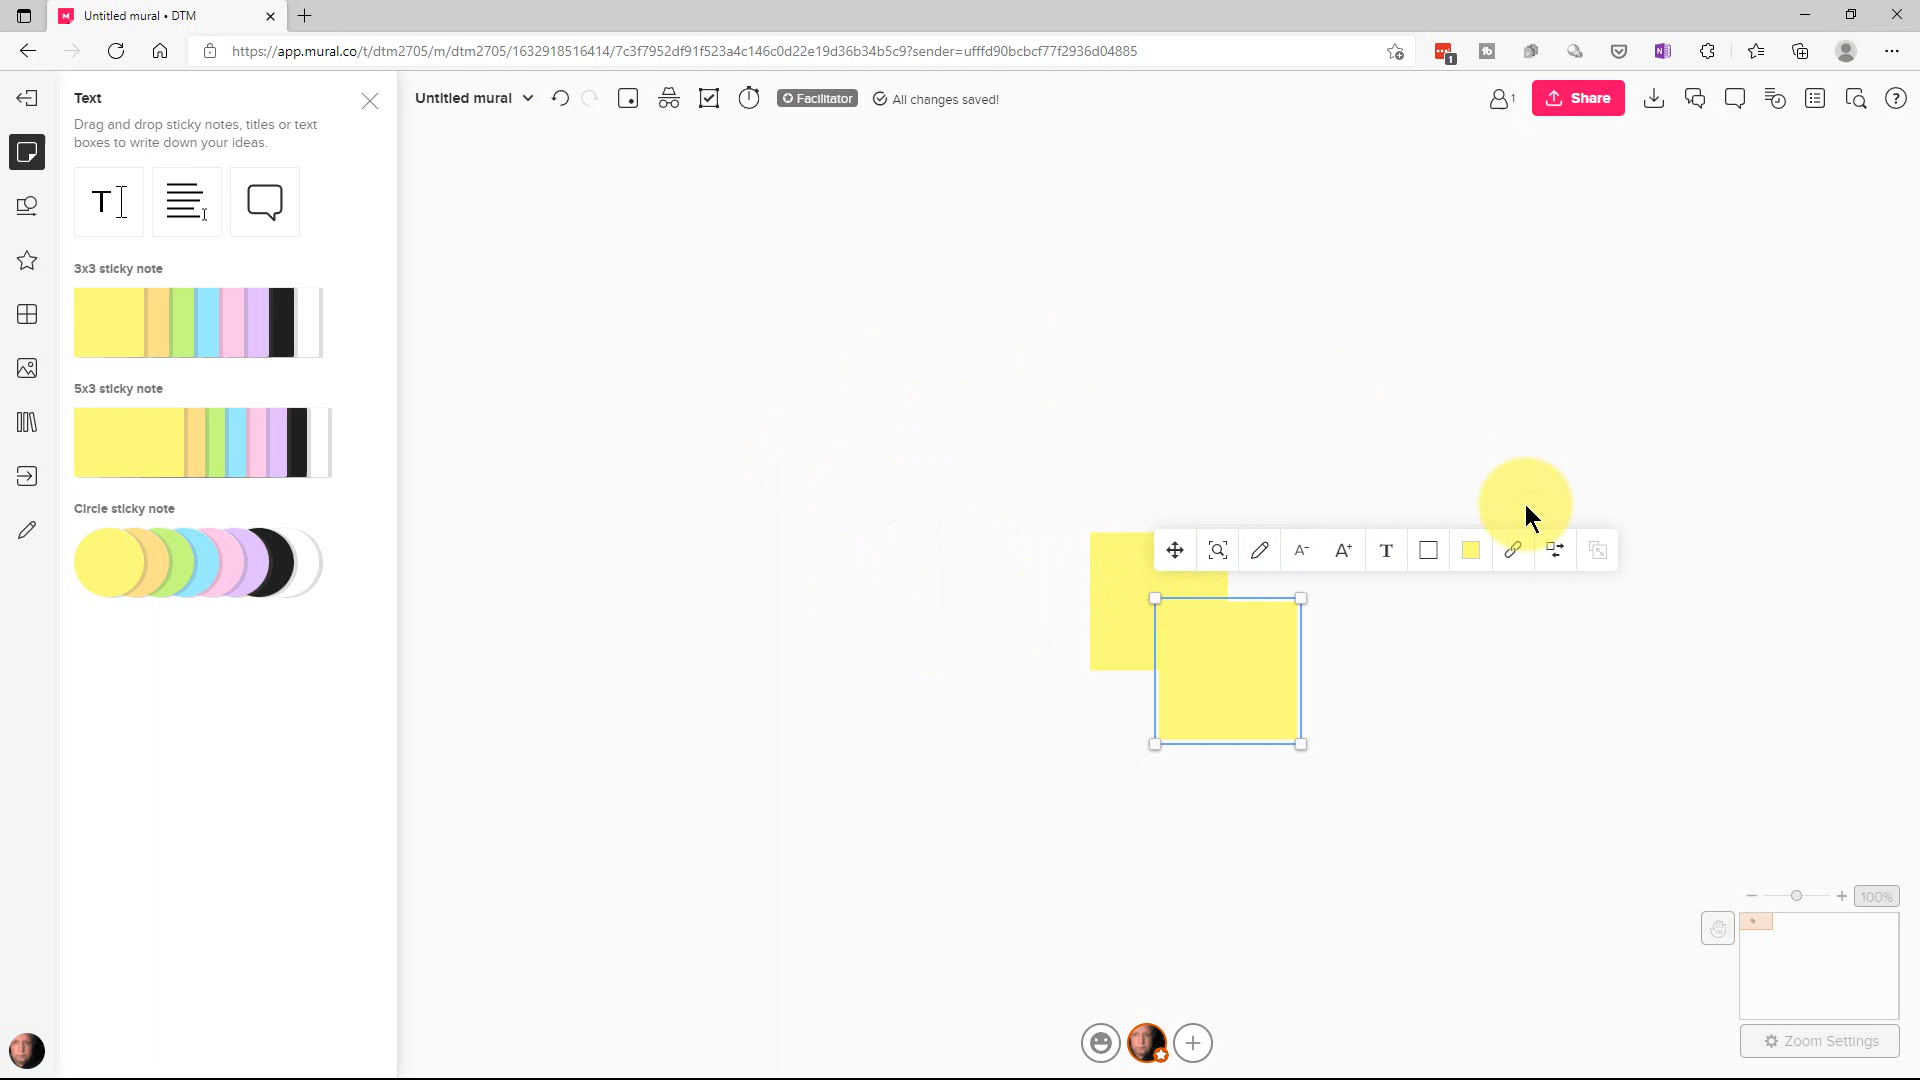 Untitled mural • DTM
https://app.mural.co/t/dtm2705/m/dtm2705/1632918516414/7c3f7952df91f523a4c146c0d22e19d36b34b5c9?sender=ufffd90bcbcf77f2936d04885
1
Text
Drag and drop sticky notes, titles or text
boxes to write down your ideas.
T
3x3 sticky note
5x3 sticky note
Circle sticky note
Untitled mural
Facilitator
All changes saved!
1
Share
A-
A+
T
100%
Zoom Settings